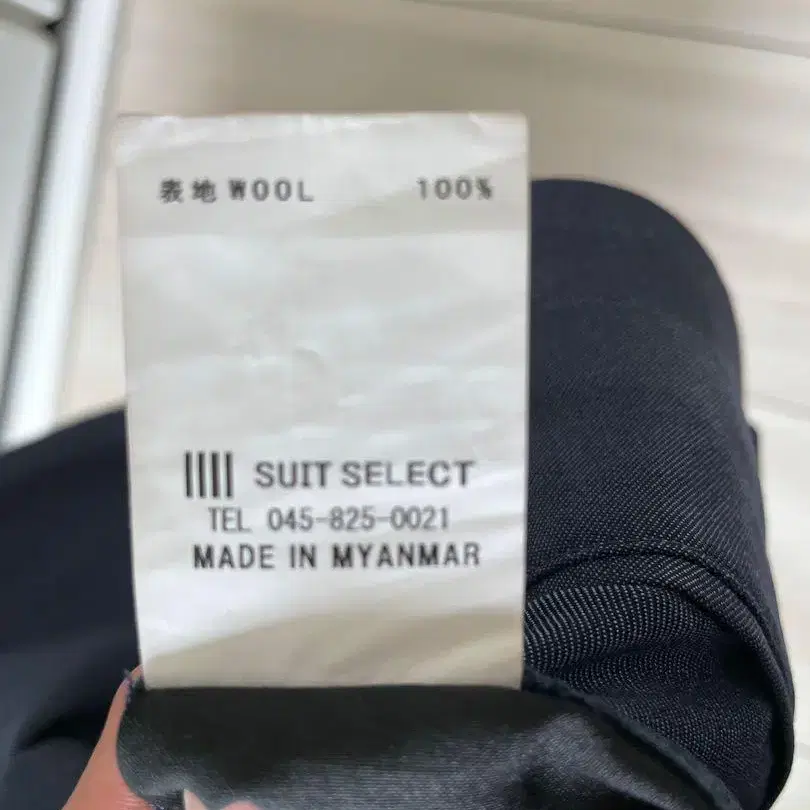 表地 WOOL 100%
SUIT SELECT
TEL 045-825-0021
MADE IN MYANMAR